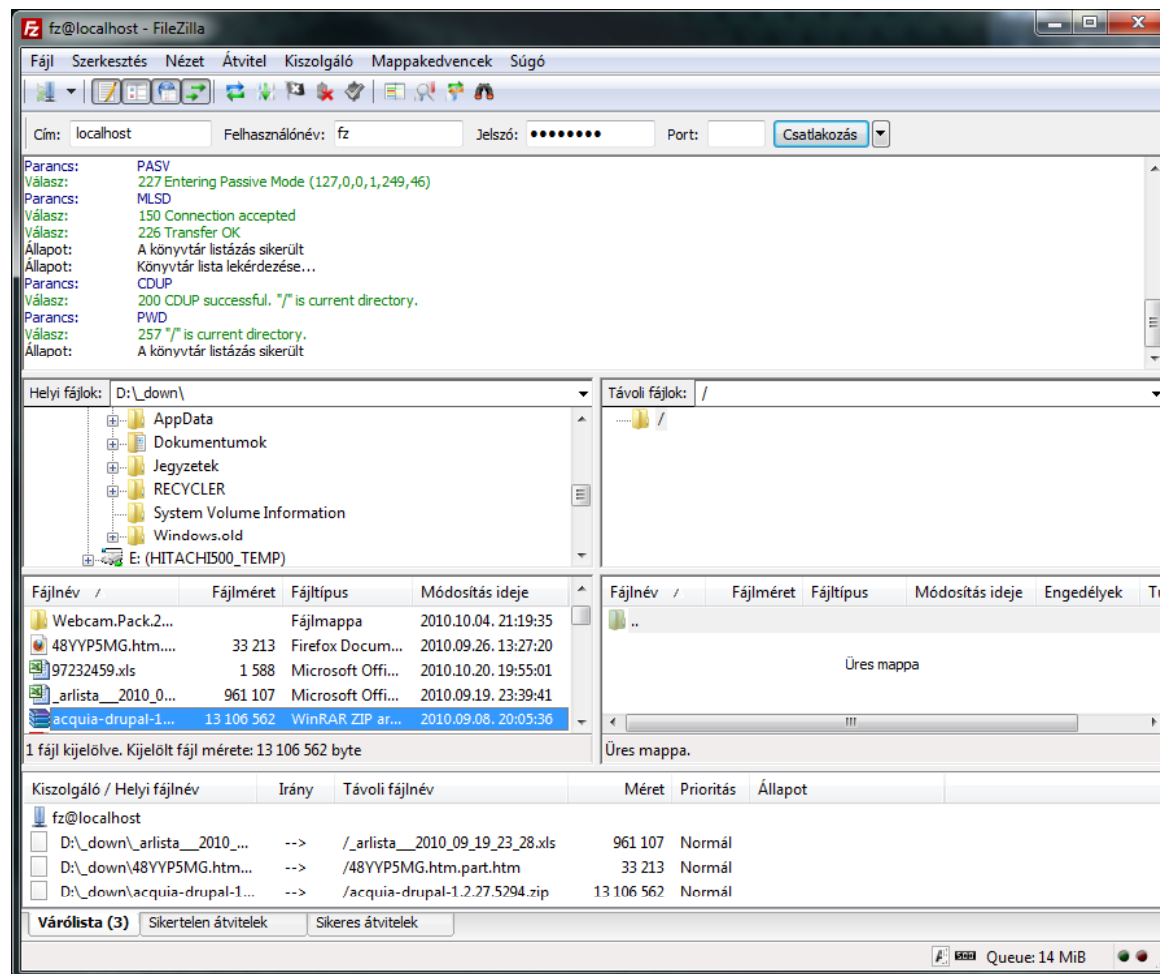 fz@localhost - FileZilla
Fájl Szerkesztés Nézet Átvitel Kiszolgáló Mappakedvencek Súgó
Cím: localhost Felhasználónév: fz Jelszó: •••••••• Port: Csatlakozás
Parancs: PASV
Válasz: 227 Entering Passive Mode (127,0,0,1,249,46)
Parancs: MLSD
Válasz: 150 Connection accepted
Válasz: 226 Transfer OK
Állapot: A könyvtár listázás sikerült
Állapot: Könyvtár lista lekérdezése...
Parancs: CDUP
Válasz: 200 CDUP successful. "/" is current directory.
Parancs: PWD
Válasz: 257 "/" is current directory.
Állapot: A könyvtár listázás sikerült
Helyi fájlok: D:\_down\
AppData
Dokumentumok
Jegyzetek
RECYCLER
System Volume Information
Windows.old
E: (HITACHI500_TEMP)
Távoli fájlok: /
/
Fájlnév / Fájlméret Fájltípus Módosítás ideje
Webcam.Pack.2... Fájlmappa 2010.10.04. 21:19:35
48YYP5MG.htm.... 33 213 Firefox Docum... 2010.09.26. 13:27:20
97232459.xls 1 588 Microsoft Offi... 2010.10.20. 19:55:01
_arlista__2010_0... 961 107 Microsoft Offi... 2010.09.19. 23:39:41
acquia-drupal-1... 13 106 562 WinRAR ZIP ar... 2010.09.08. 20:05:36
1 fájl kijelölve. Kijelölt fájl mérete: 13 106 562 byte
Fájlnév / Fájlméret Fájltípus Módosítás ideje Engedélyek Tu
..
Üres mappa
Üres mappa.
Kiszolgáló / Helyi fájlnév Irány Távoli fájlnév Méret Prioritás Állapot
fz@localhost
D:\_down\_arlista__2010_... --> /_arlista__2010_09_19_23_28.xls 961 107 Normál
D:\_down\48YYP5MG.htm... --> /48YYP5MG.htm.part.htm 33 213 Normál
D:\_down\acquia-drupal-1... --> /acquia-drupal-1.2.27.5294.zip 13 106 562 Normál
Várólista (3) Sikertelen átvitelek Sikeres átvitelek
Queue: 14 MiB